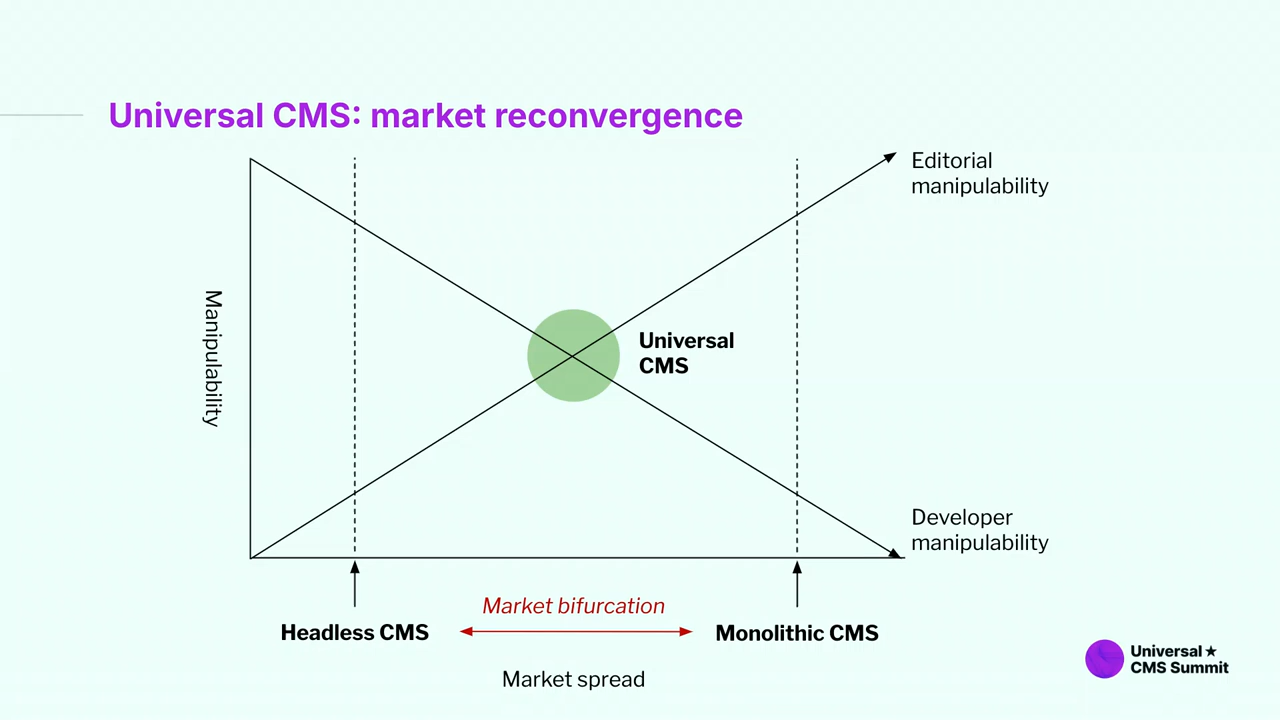 Universal CMS: market reconvergence
Editorial
manipulability
Manipulability
Universal
CMS
Developer
manipulability
Market bifurcation
Headless CMS
Monolithic CMS
Market spread
Universal ★
CMS Summit